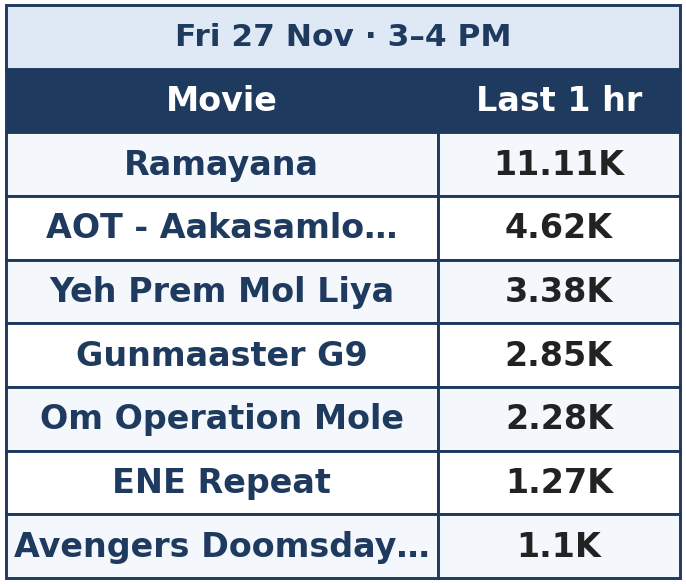 Fri 27 Nov · 3–4 PM
Movie Last 1 hr
Ramayana 11.11K
AOT - Aakasamlo... 4.62K
Yeh Prem Mol Liya 3.38K
Gunmaaster G9 2.85K
Om Operation Mole 2.28K
ENE Repeat 1.27K
Avengers Doomsday... 1.1K